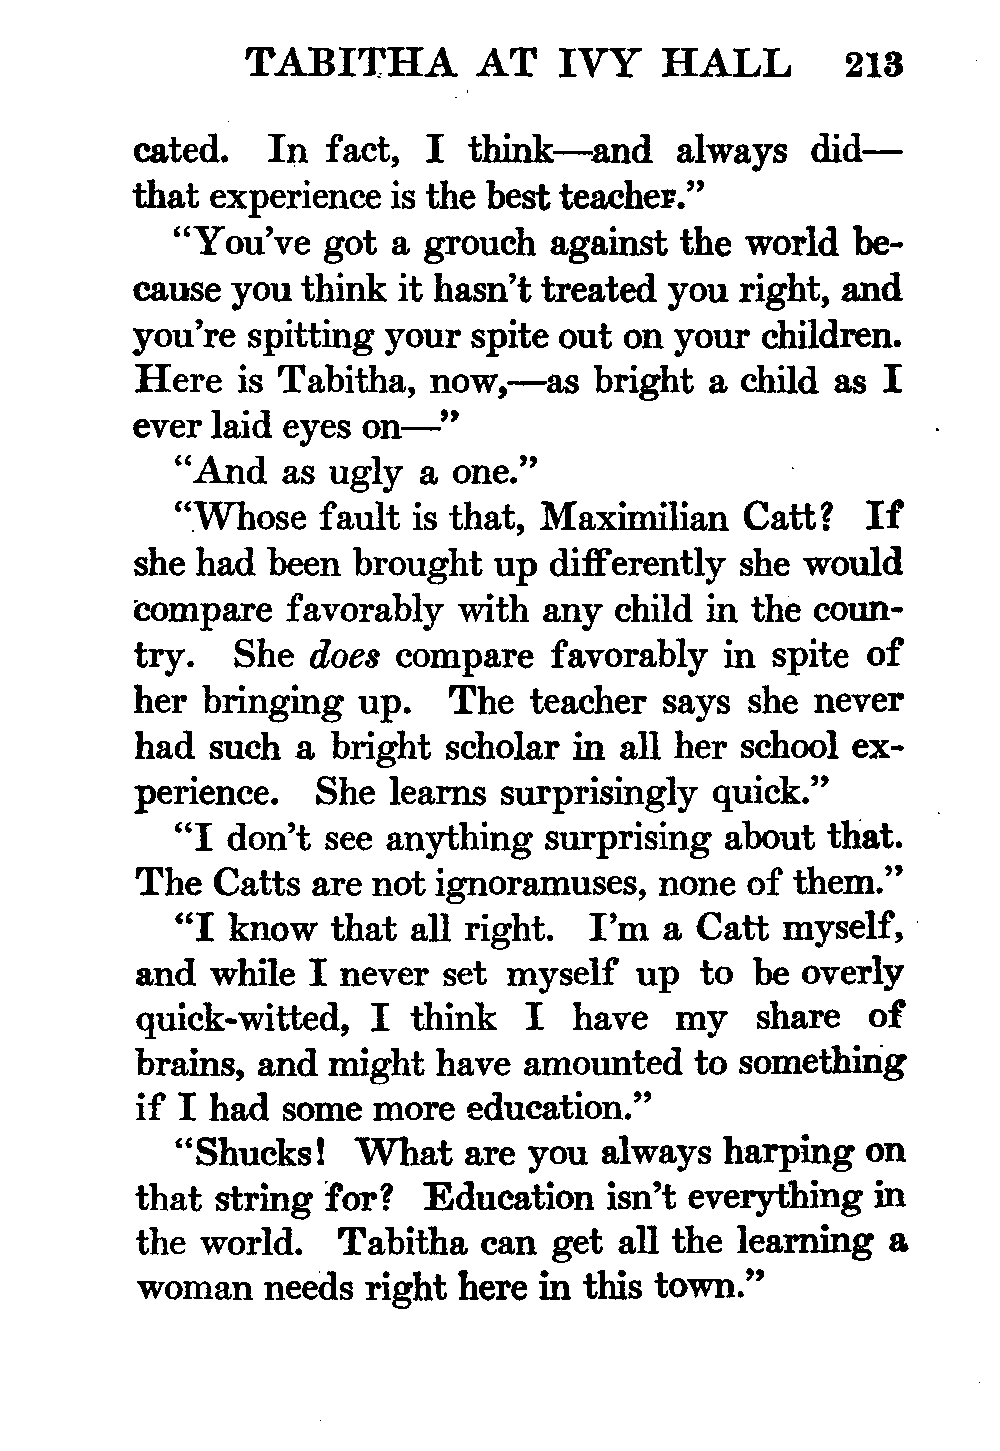 TABITHA AT IVY HALL 213
cated. In fact, I think—and always did—
that experience is the best teacher.”
“You’ve got a grouch against the world be-
cause you think it hasn’t treated you right, and
you’re spitting your spite out on your children.
Here is Tabitha, now,—as bright a child as I
ever laid eyes on—”
“And as ugly a one.”
“Whose fault is that, Maximilian Catt? If
she had been brought up differently she would
compare favorably with any child in the coun-
try. She does compare favorably in spite of
her bringing up. The teacher says she never
had such a bright scholar in all her school ex-
perience. She learns surprisingly quick.”
“I don’t see anything surprising about that.
The Catts are not ignoramuses, none of them.”
“I know that all right. I’m a Catt myself,
and while I never set myself up to be overly
quick-witted, I think I have my share of
brains, and might have amounted to something
if I had some more education.”
“Shucks! What are you always harping on
that string for? Education isn’t everything in
the world. Tabitha can get all the learning a
woman needs right here in this town.”